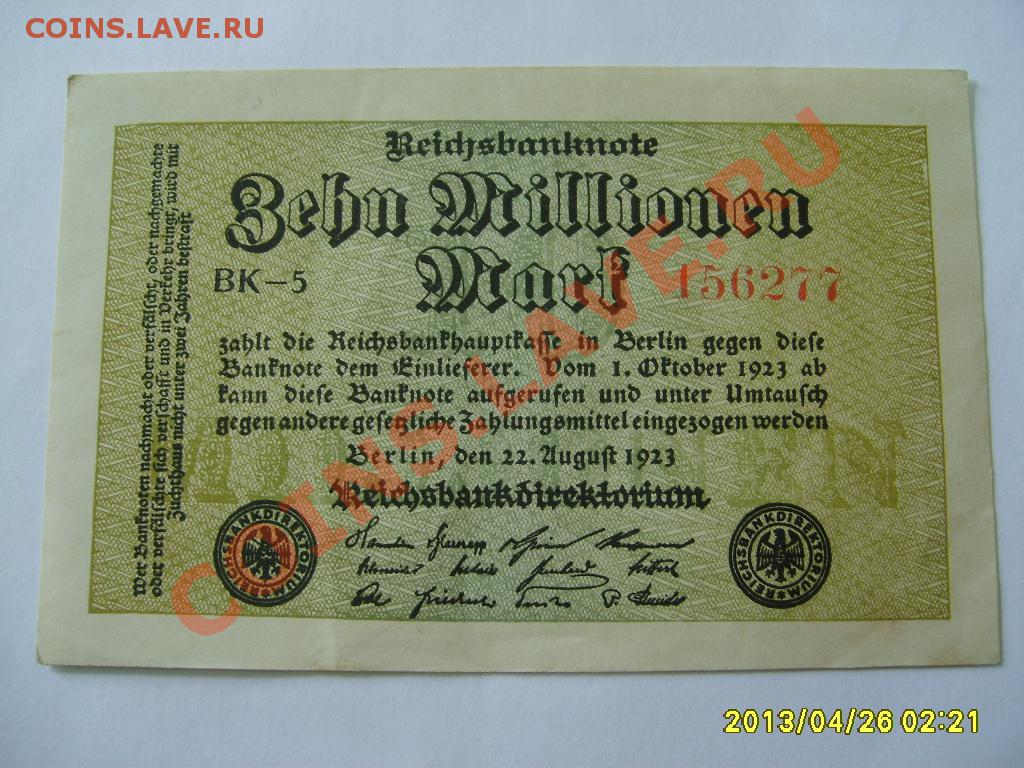 COINS.LAVE.RU
Reichsbanknote
Zehn Millionen
Mark
BK-5
156277
zahlt die Reichsbankhauptkasse in Berlin gegen diese
Banknote dem Einlieferer. Vom 1. Oktober 1923 ab
kann diese Banknote aufgerufen und unter Umtausch
gegen andere gesetzliche Zahlungsmittel eingezogen werden
Berlin, den 22. August 1923
Reichsbankdirektorium
Wer Banknoten nachmacht oder verfälscht, oder nachgemachte
oder verfälschte sich verschafft und in Verkehr bringt, wird mit
Zuchthaus nicht unter zwei Jahren bestraft
REICHSBANKDIREKTORIUM
REICHSBANKDIREKTORIUM
COINS.LAVE.RU
2013/04/26 02:21